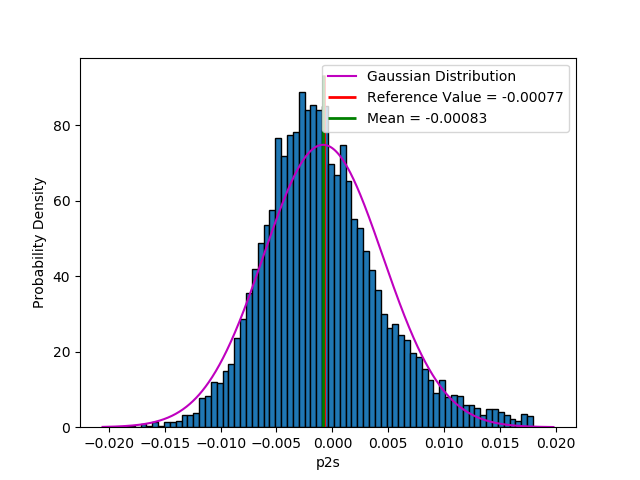 Gaussian Distribution
Reference Value = -0.00077
Mean = -0.00083
Probability Density
80
60
40
20
0
−0.020 −0.015 −0.010 −0.005 0.000 0.005 0.010 0.015 0.020
p2s